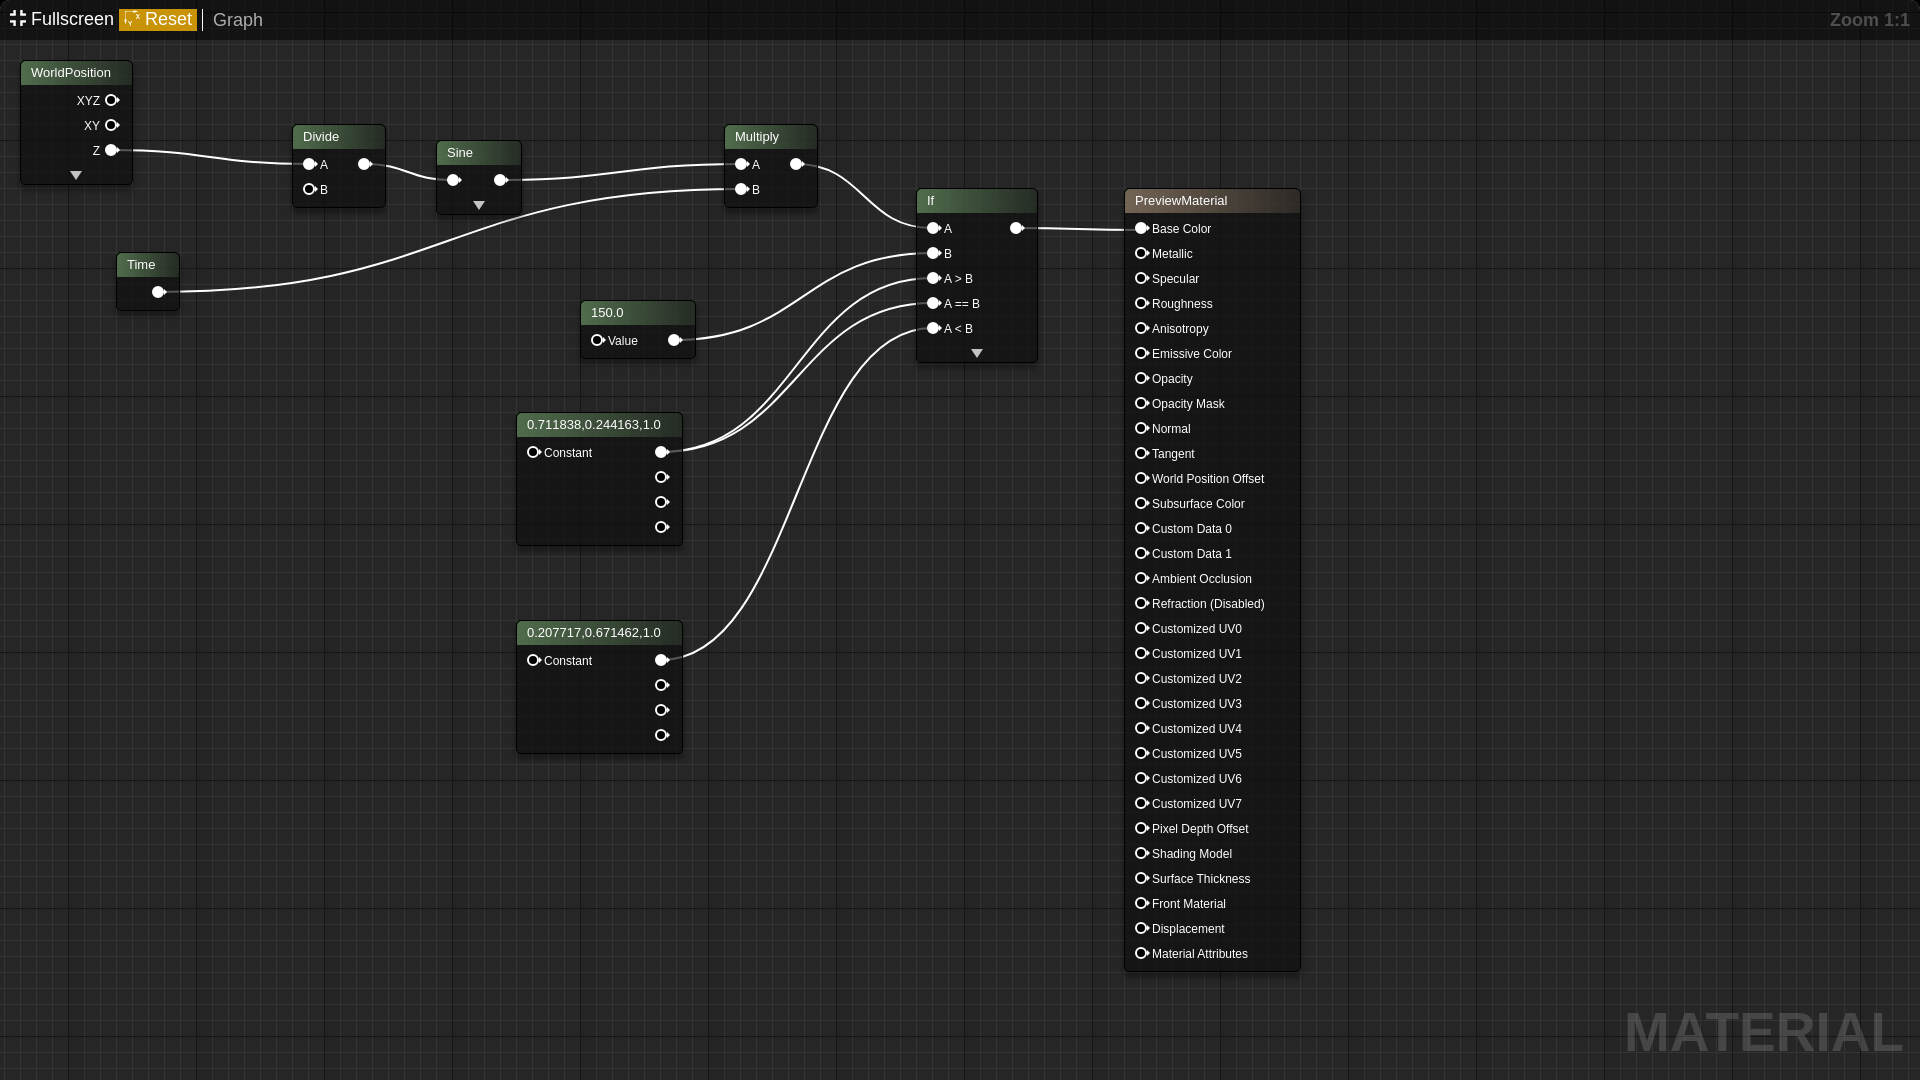 Fullscreen Reset Graph
Zoom 1:1
WorldPosition
XYZ
XY
Z
Divide
A
B
Sine
Multiply
A
B
Time
If
A
B
A > B
A == B
A < B
150.0
Value
0.711838,0.244163,1.0
Constant
0.207717,0.671462,1.0
Constant
PreviewMaterial
Base Color
Metallic
Specular
Roughness
Anisotropy
Emissive Color
Opacity
Opacity Mask
Normal
Tangent
World Position Offset
Subsurface Color
Custom Data 0
Custom Data 1
Ambient Occlusion
Refraction (Disabled)
Customized UV0
Customized UV1
Customized UV2
Customized UV3
Customized UV4
Customized UV5
Customized UV6
Customized UV7
Pixel Depth Offset
Shading Model
Surface Thickness
Front Material
Displacement
Material Attributes
MATERIAL